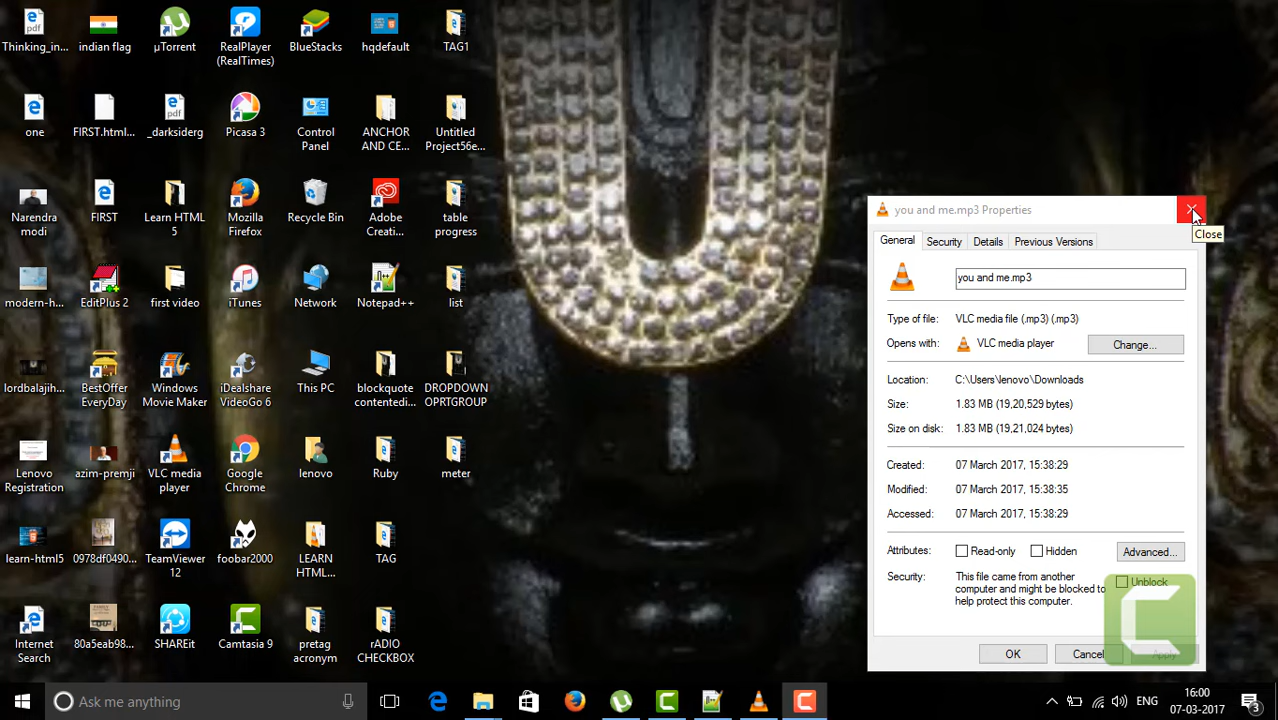 Thinking_in...
indian flag
µTorrent
RealPlayer
(RealTimes)
BlueStacks
hqdefault
TAG1
one
FIRST.html...
_darksiderg
Picasa 3
Control
Panel
ANCHOR
AND CE...
Untitled
Project56e...
Narendra
modi
FIRST
Learn HTML
5
Mozilla
Firefox
Recycle Bin
Adobe
Creati...
table
progress
modern-h...
EditPlus 2
first video
iTunes
Network
Notepad++
list
lordbalajih...
BestOffer
EveryDay
Windows
Movie Maker
iDealshare
VideoGo 6
This PC
blockquote
contentedi...
DROPDOWN
OPRTGROUP
Lenovo
Registration
azim-premji
VLC media
player
Google
Chrome
lenovo
Ruby
meter
learn-html5
0978df0490...
TeamViewer
12
foobar2000
LEARN
HTML...
TAG
Internet
Search
80a5eab98...
SHAREit
Camtasia 9
pretag
acronym
rADIO
CHECKBOX
you and me.mp3 Properties
Close
General Security Details Previous Versions
you and me.mp3
Type of file: VLC media file (.mp3) (.mp3)
Opens with: VLC media player Change...
Location: C:\Users\lenovo\Downloads
Size: 1.83 MB (19,20,529 bytes)
Size on disk: 1.83 MB (19,21,024 bytes)
Created: 07 March 2017, 15:38:29
Modified: 07 March 2017, 15:38:35
Accessed: 07 March 2017, 15:38:29
Attributes: Read-only Hidden Advanced...
Security: This file came from another
computer and might be blocked to
help protect this computer.
Unblock
OK Cancel Apply
Ask me anything
ENG
16:00
07-03-2017
3